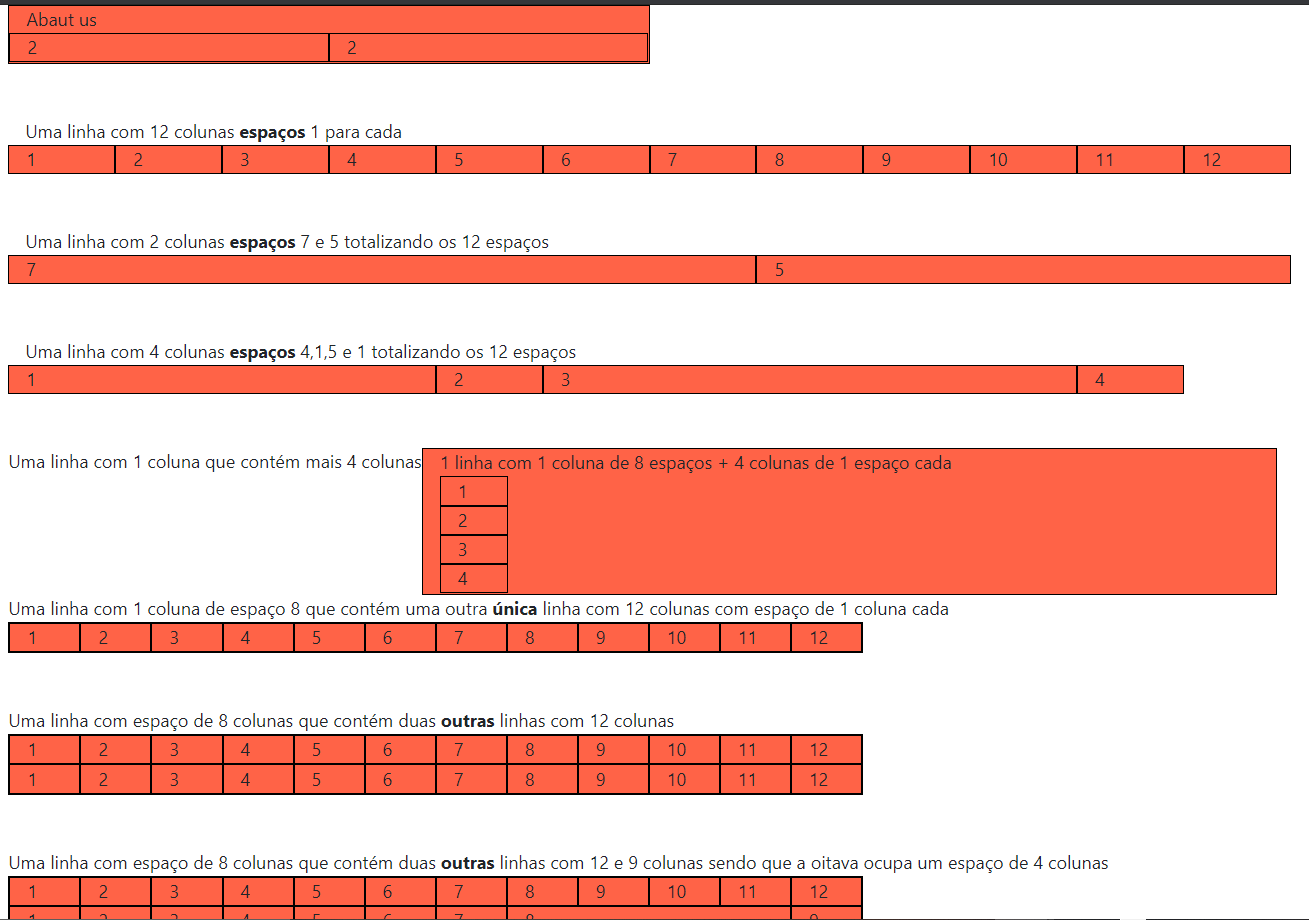 Abaut us
2 2
Uma linha com 12 colunas espaços 1 para cada
1 2 3 4 5 6 7 8 9 10 11 12
Uma linha com 2 colunas espaços 7 e 5 totalizando os 12 espaços
7 5
Uma linha com 4 colunas espaços 4,1,5 e 1 totalizando os 12 espaços
1 2 3 4
Uma linha com 1 coluna que contém mais 4 colunas 1 linha com 1 coluna de 8 espaços + 4 colunas de 1 espaço cada
1
2
3
4
Uma linha com 1 coluna de espaço 8 que contém uma outra única linha com 12 colunas com espaço de 1 coluna cada
1 2 3 4 5 6 7 8 9 10 11 12
Uma linha com espaço de 8 colunas que contém duas outras linhas com 12 colunas
1 2 3 4 5 6 7 8 9 10 11 12
1 2 3 4 5 6 7 8 9 10 11 12
Uma linha com espaço de 8 colunas que contém duas outras linhas com 12 e 9 colunas sendo que a oitava ocupa um espaço de 4 colunas
1 2 3 4 5 6 7 8 9 10 11 12